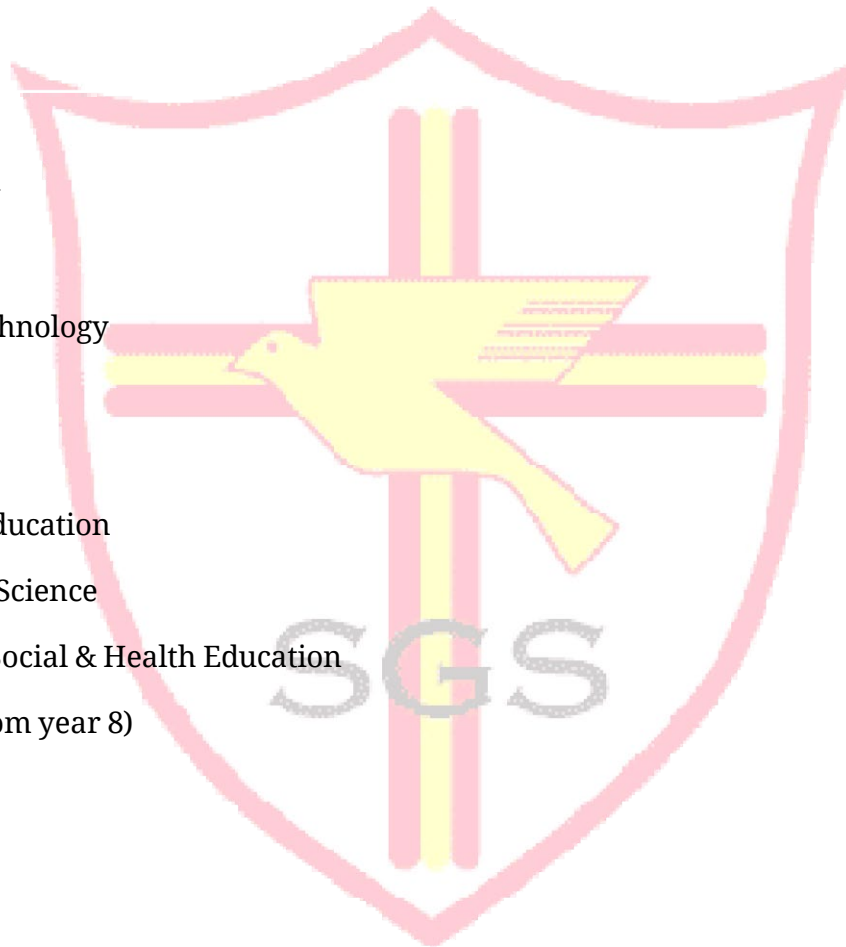 hnology
ducation
Science
ocial & Health Education
om year 8)
SGS